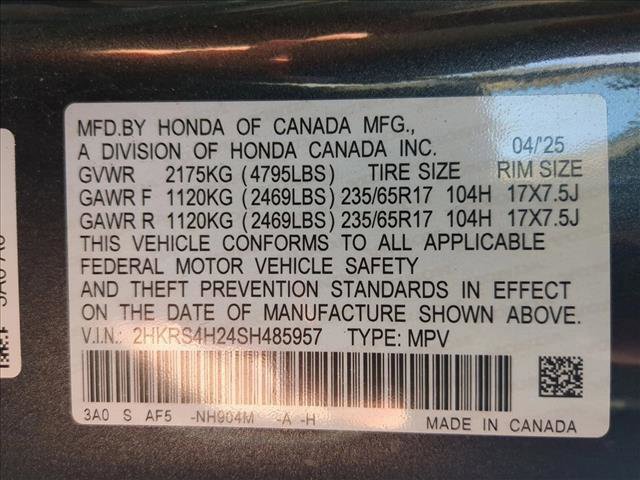 MFD.BY HONDA OF CANADA MFG.,
A DIVISION OF HONDA CANADA INC. 04/'25
GVWR 2175KG (4795LBS) TIRE SIZE RIM SIZE
GAWR F 1120KG (2469LBS) 235/65R17 104H 17X7.5J
GAWR R 1120KG (2469LBS) 235/65R17 104H 17X7.5J
THIS VEHICLE CONFORMS TO ALL APPLICABLE
FEDERAL MOTOR VEHICLE SAFETY
AND THEFT PREVENTION STANDARDS IN EFFECT
ON THE DATE OF MANUFACTURE SHOWN ABOVE.
V.I.N.: 2HKRS4H24SH485957 TYPE: MPV
3A0 S AF5 -NH904M -A -H
MADE IN CANADA